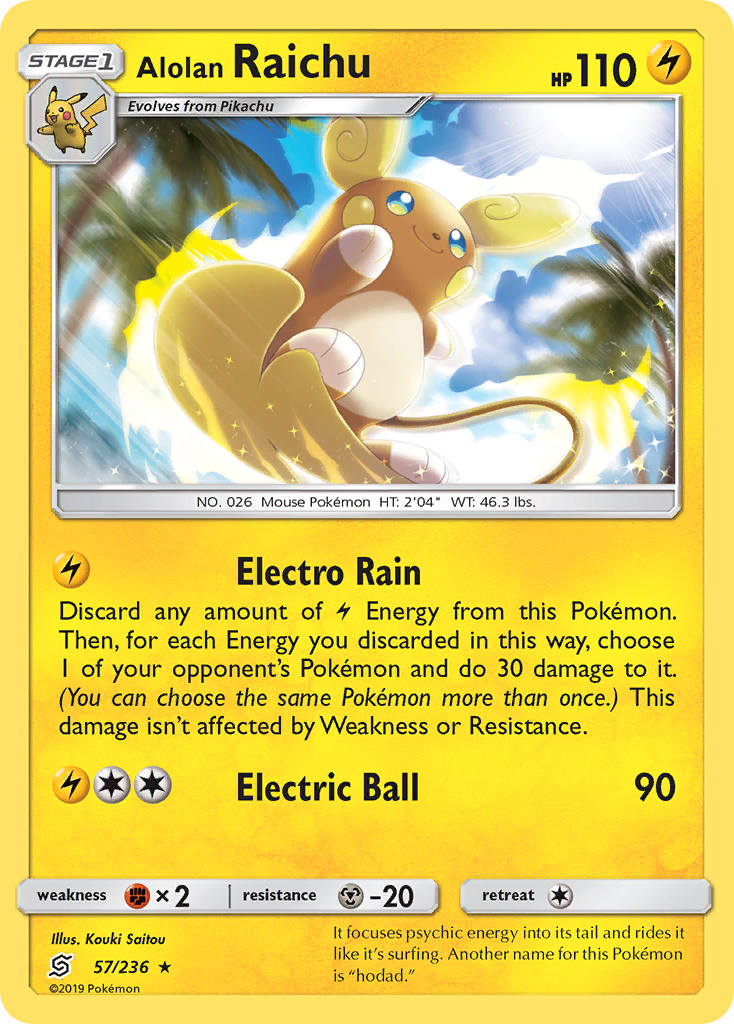 STAGE1
Alolan Raichu
HP 110
Evolves from Pikachu
NO. 026 Mouse Pokémon HT: 2'04" WT: 46.3 lbs.
Electro Rain
Discard any amount of Energy from this Pokémon.
Then, for each Energy you discarded in this way, choose
1 of your opponent's Pokémon and do 30 damage to it.
(You can choose the same Pokémon more than once.) This
damage isn't affected by Weakness or Resistance.
Electric Ball 90
weakness ×2 resistance -20 retreat
Illus. Kouki Saitou
57/236 ★
©2019 Pokémon
It focuses psychic energy into its tail and rides it
like it's surfing. Another name for this Pokémon
is "hodad."